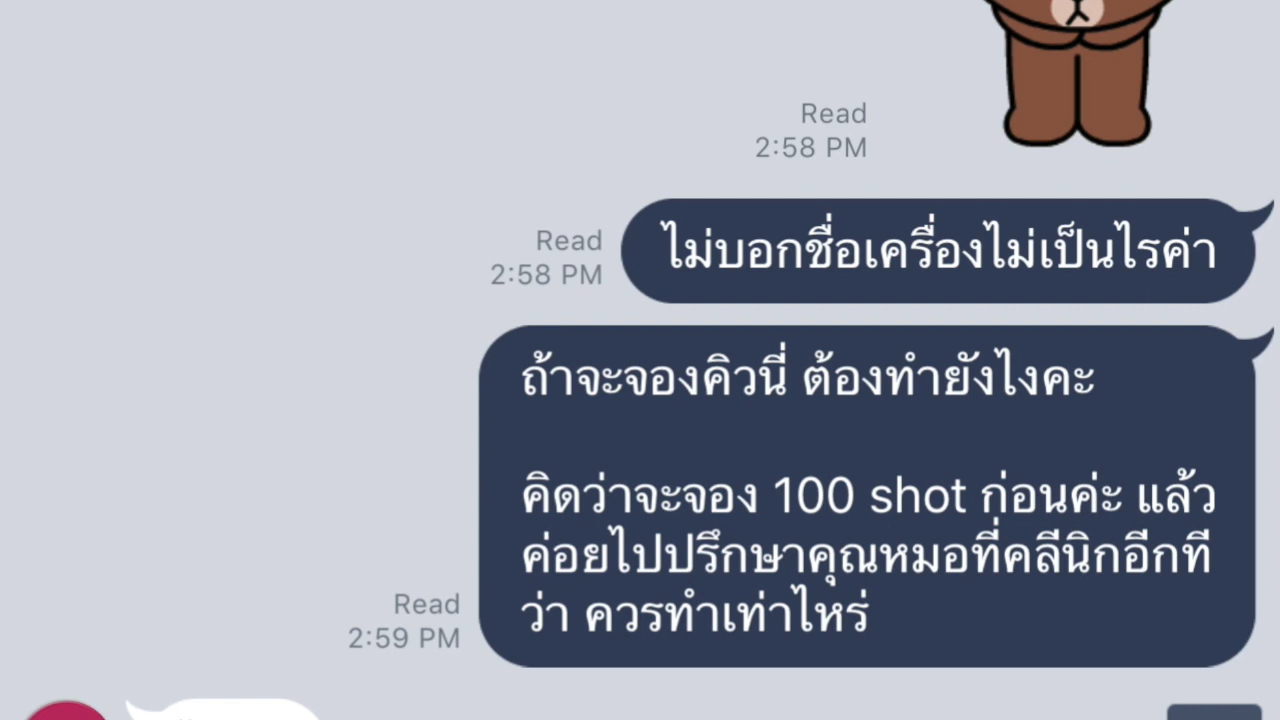 Read
2:58 PM
Read
2:58 PM
ไม่บอกชื่อเครื่องไม่เป็นไรค่า
ถ้าจะจองคิวนี่ ต้องทำยังไงคะ
คิดว่าจะจอง 100 shot ก่อนค่ะ แล้ว
ค่อยไปปรึกษาคุณหมอที่คลีนิกอีกที
ว่า ควรทำเท่าไหร่
Read
2:59 PM